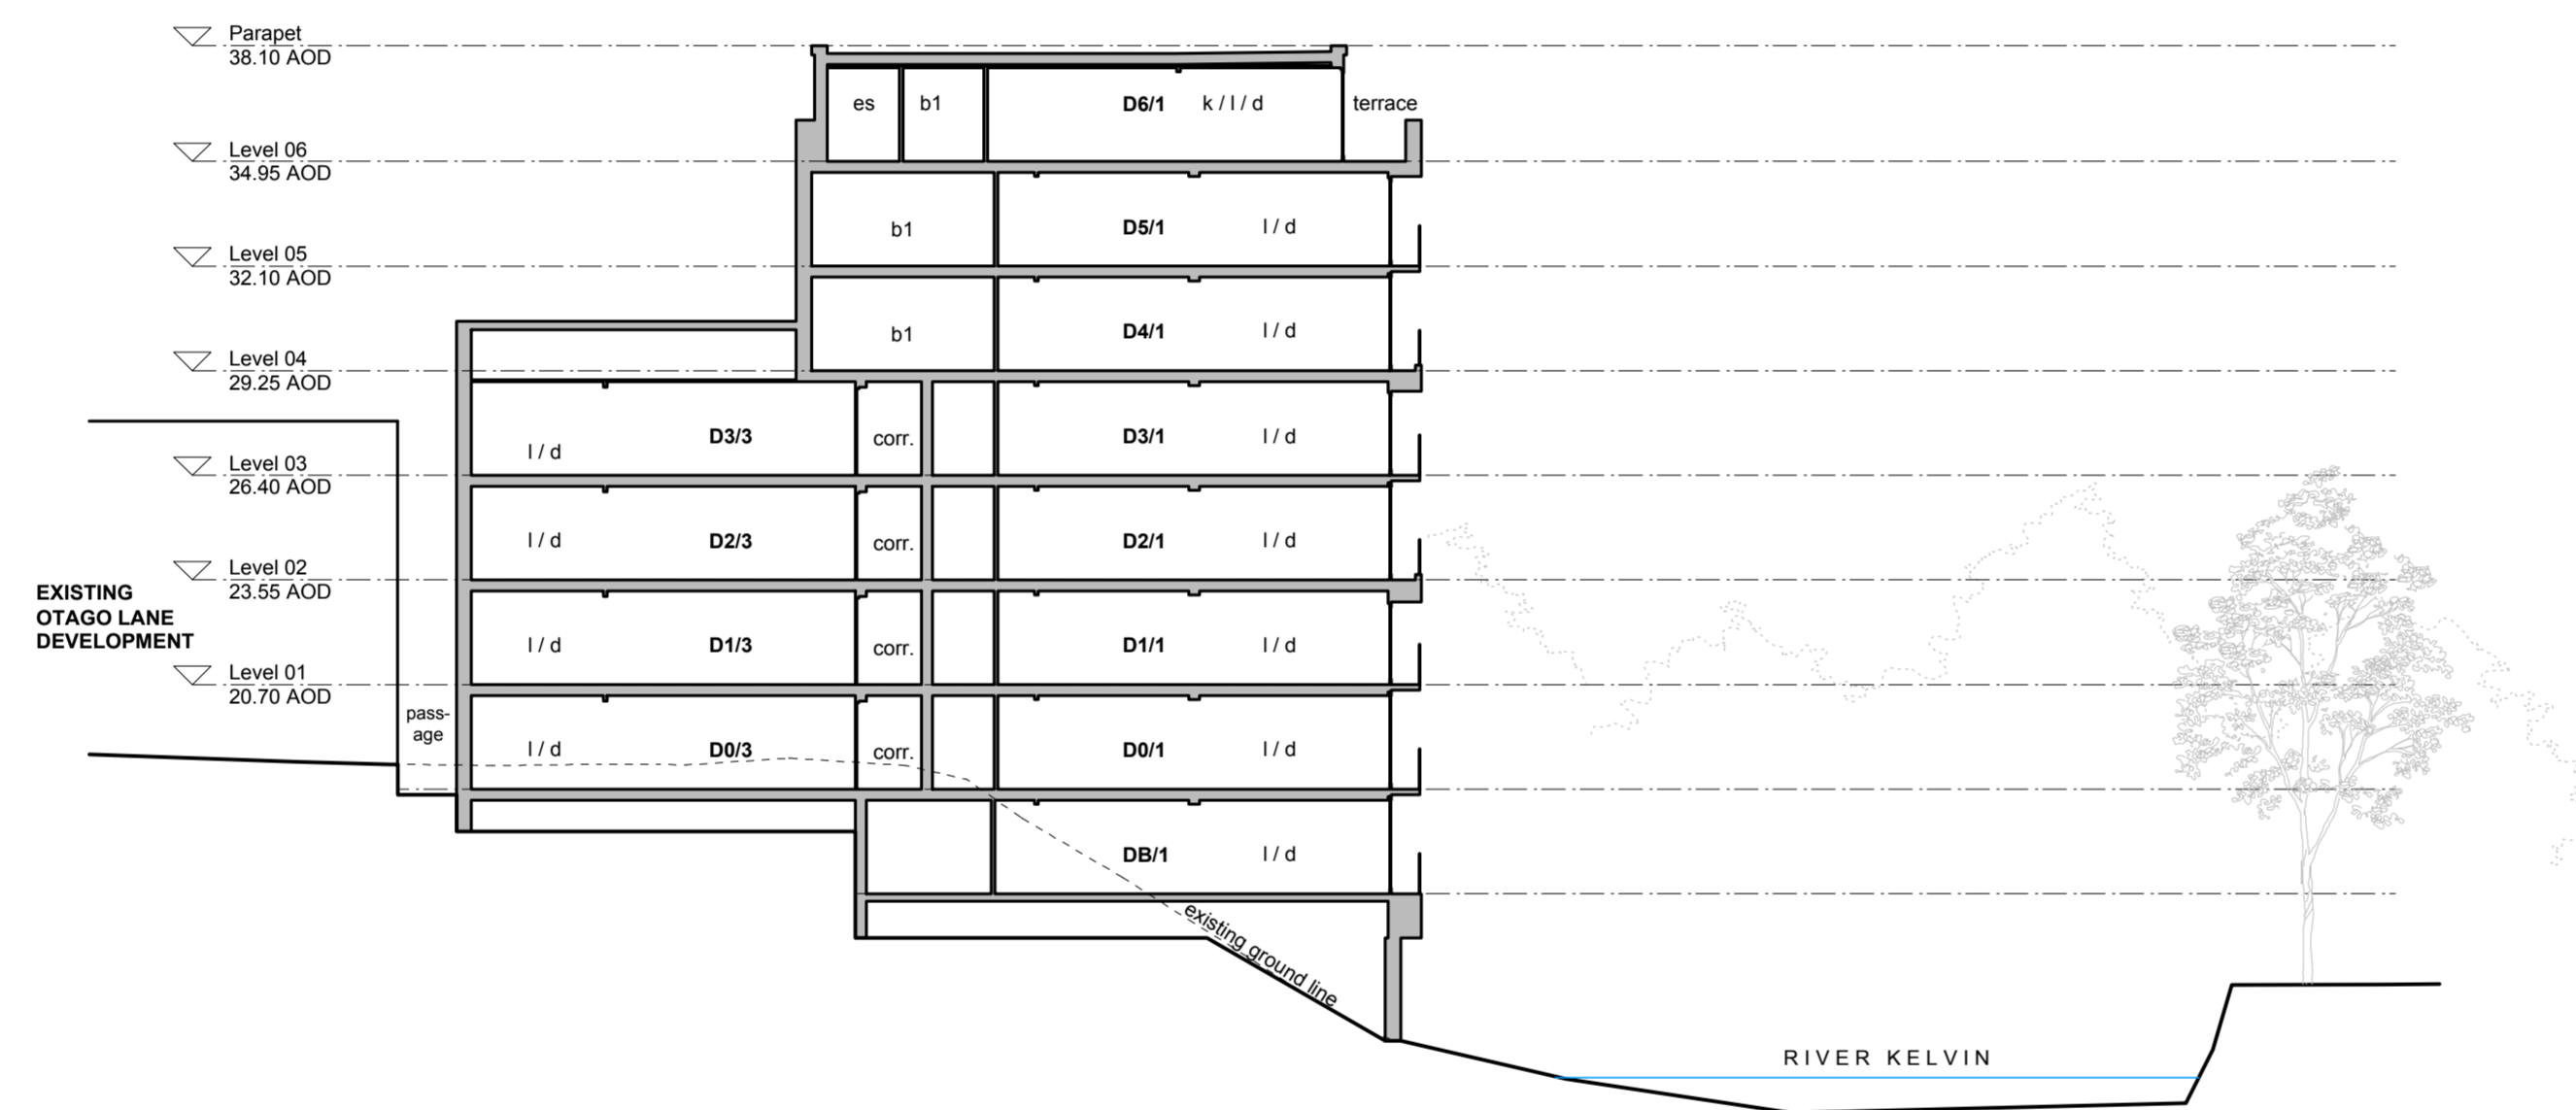 Parapet
38.10 AOD
es b1 D6/1 k / l / d terrace
Level 06
34.95 AOD
b1 D5/1 l / d
Level 05
32.10 AOD
b1 D4/1 l / d
Level 04
29.25 AOD
l / d D3/3 corr. D3/1 l / d
Level 03
26.40 AOD
l / d D2/3 corr. D2/1 l / d
Level 02
23.55 AOD
EXISTING
OTAGO LANE
DEVELOPMENT
l / d D1/3 corr. D1/1 l / d
Level 01
20.70 AOD
pass-
age
l / d D0/3 corr. D0/1 l / d
DB/1 l / d
existing ground line
RIVER KELVIN